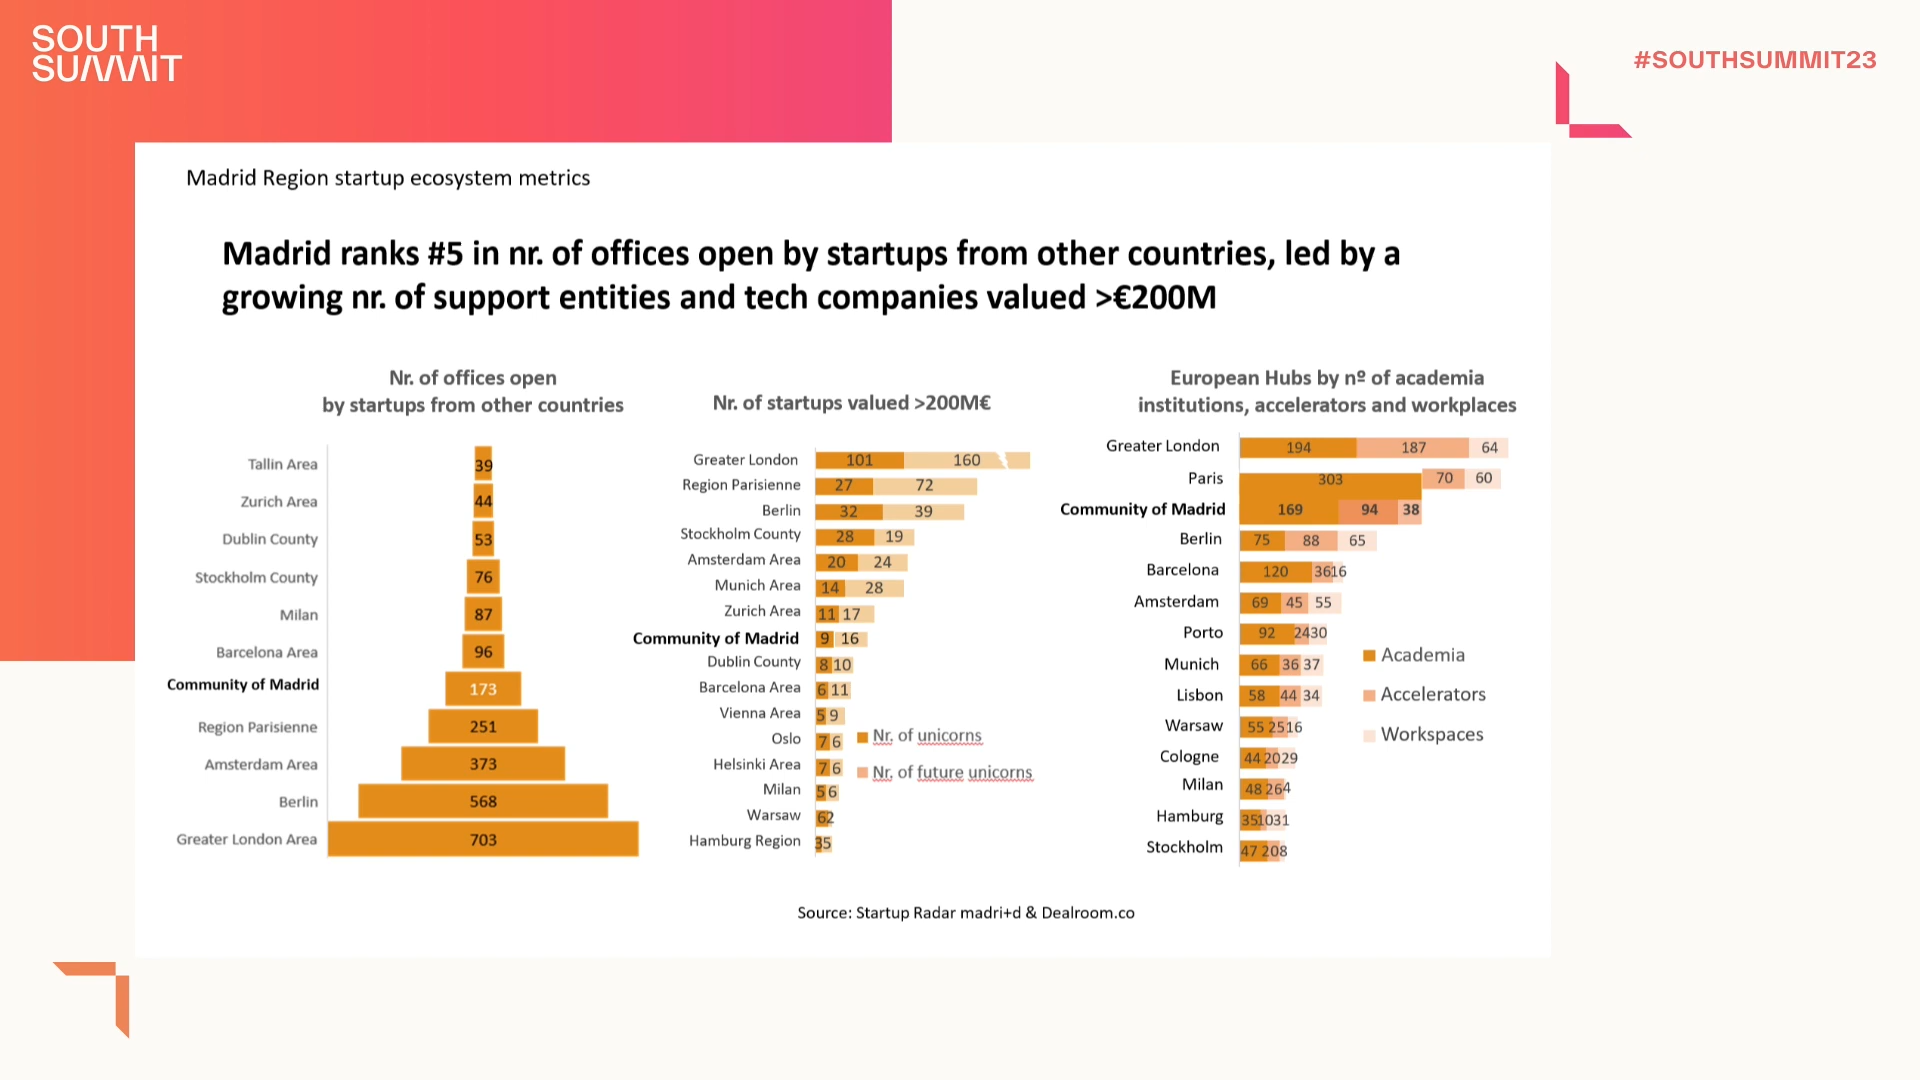 SOUTH
SUMMIT
#SOUTHSUMMIT23
Madrid Region startup ecosystem metrics
Madrid ranks #5 in nr. of offices open by startups from other countries, led by a
growing nr. of support entities and tech companies valued >€200M
Nr. of offices open
by startups from other countries
Tallin Area 39
Zurich Area 44
Dublin County 53
Stockholm County 76
Milan 87
Barcelona Area 96
Community of Madrid 173
Region Parisienne 251
Amsterdam Area 373
Berlin 568
Greater London Area 703
Nr. of startups valued >200M€
Greater London 101 160
Region Parisienne 27 72
Berlin 32 39
Stockholm County 28 19
Amsterdam Area 20 24
Munich Area 14 28
Zurich Area 11 17
Community of Madrid 9 16
Dublin County 8 10
Barcelona Area 6 11
Vienna Area 5 9
Oslo 7 6
Helsinki Area 7 6
Milan 5 6
Warsaw 6 2
Hamburg Region 3 5
Nr. of unicorns
Nr. of future unicorns
European Hubs by nº of academia
institutions, accelerators and workplaces
Greater London 194 187 64
Paris 303 70 60
Community of Madrid 169 94 38
Berlin 75 88 65
Barcelona 120 36 16
Amsterdam 69 45 55
Porto 92 24 30
Munich 66 36 37
Lisbon 58 44 34
Warsaw 55 25 16
Cologne 44 20 29
Milan 48 26 4
Hamburg 35 10 31
Stockholm 47 20 8
Academia
Accelerators
Workspaces
Source: Startup Radar madri+d & Dealroom.co